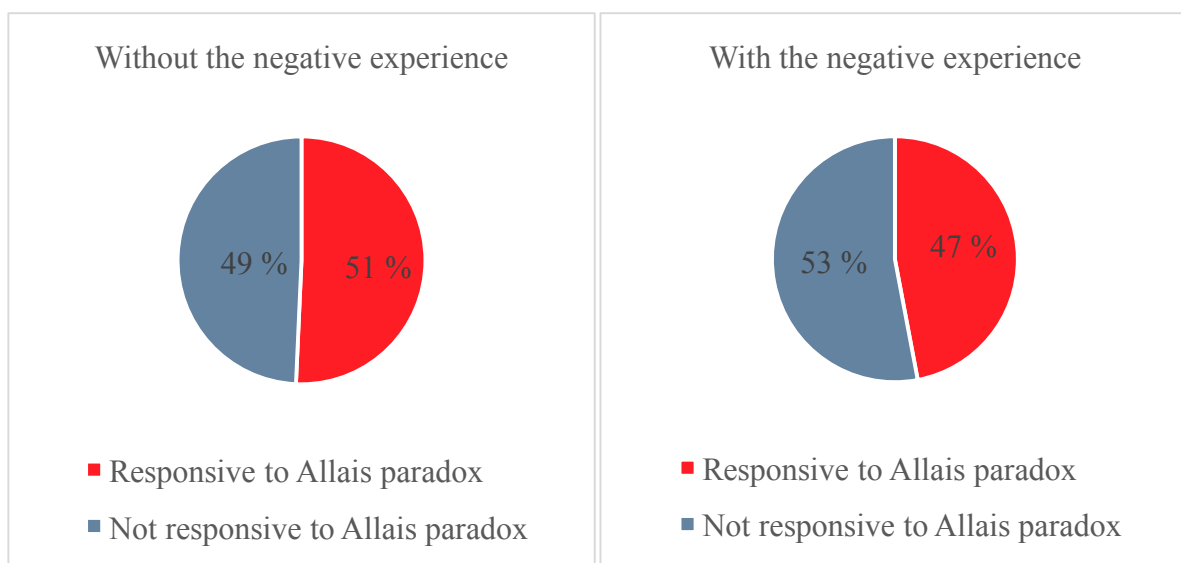 Without the negative experience
49 %
51 %
Responsive to Allais paradox
Not responsive to Allais paradox
With the negative experience
53 %
47 %
Responsive to Allais paradox
Not responsive to Allais paradox